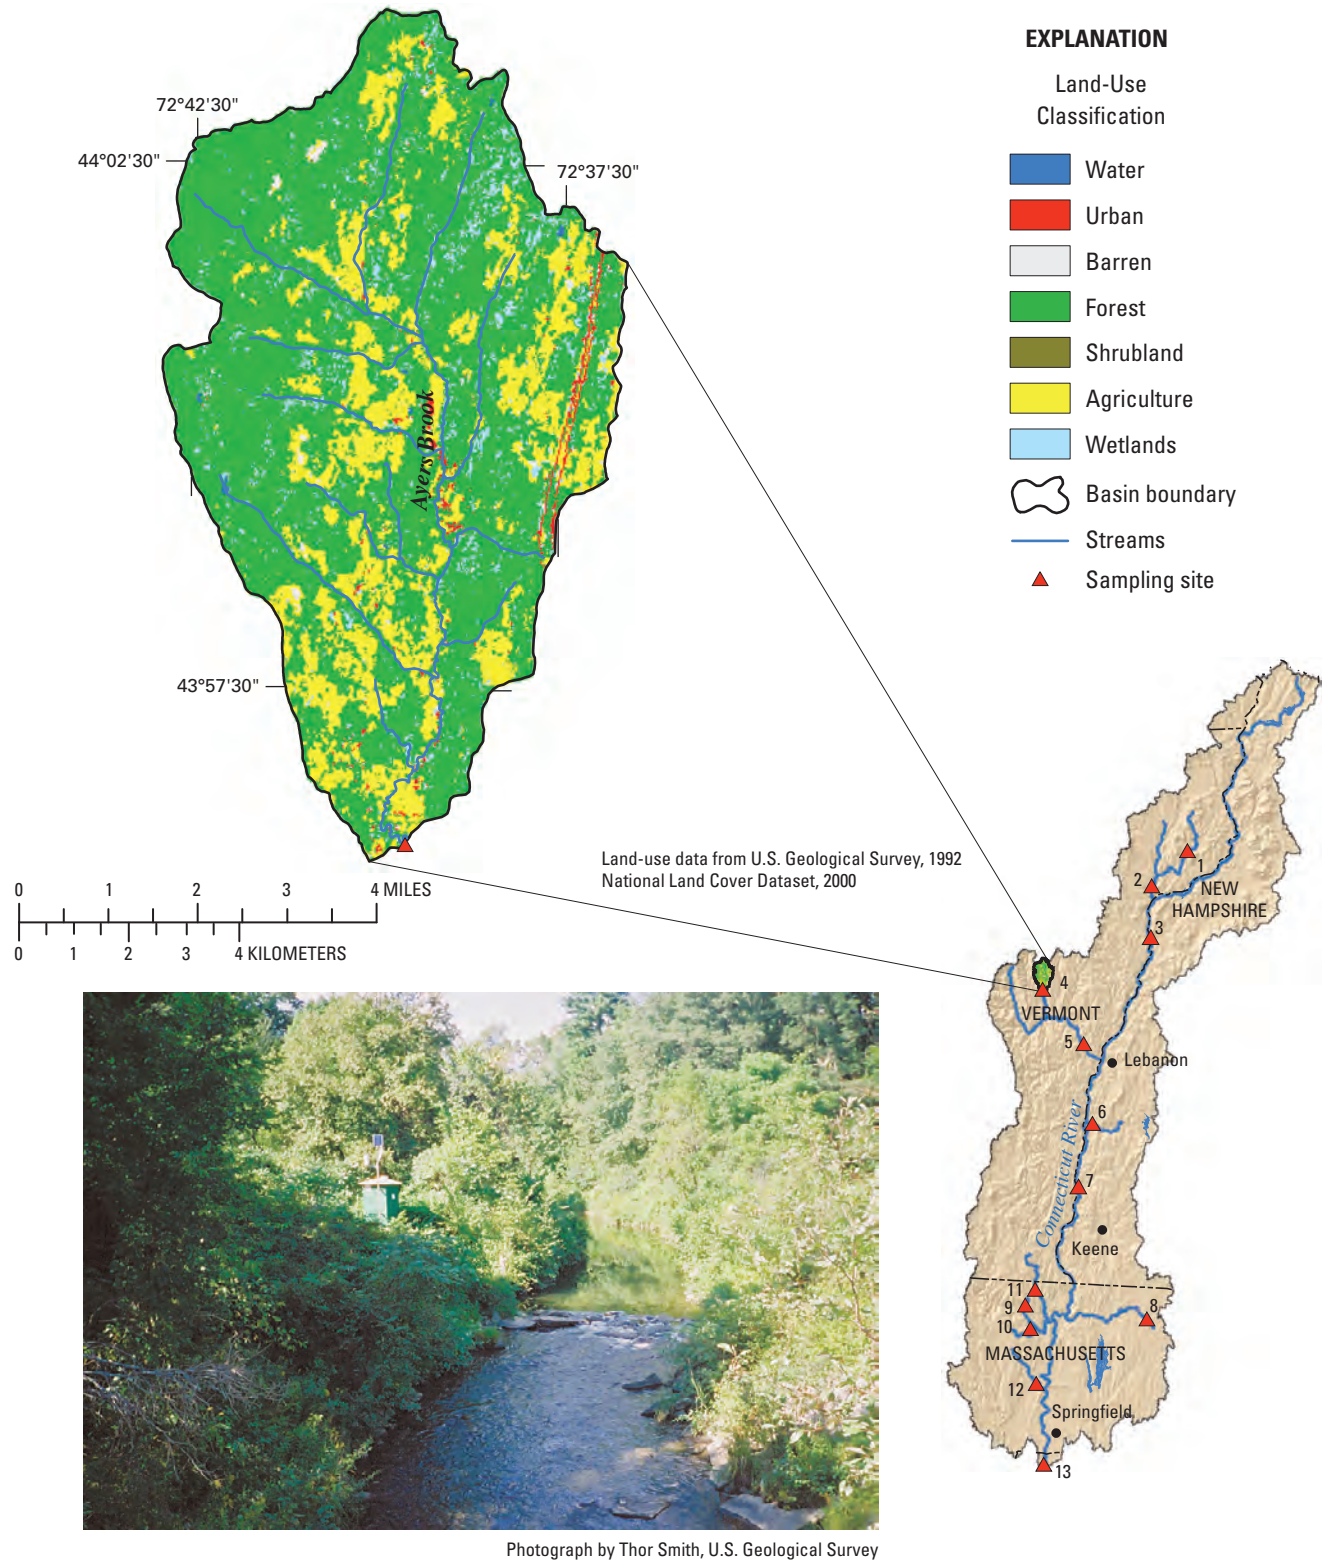 EXPLANATION
Land-Use
Classification
Water
Urban
Barren
Forest
Shrubland
Agriculture
Wetlands
Basin boundary
Streams
Sampling site
72°42'30"
44°02'30"
72°37'30"
Ayers Brook
43°57'30"
Land-use data from U.S. Geological Survey, 1992
National Land Cover Dataset, 2000
0 1 2 3 4 MILES
0 1 2 3 4 KILOMETERS
1
2
NEW
HAMPSHIRE
3
4
VERMONT
5
Lebanon
6
Connecticut River
7
Keene
11
9
8
10
MASSACHUSETTS
12
Springfield
13
Photograph by Thor Smith, U.S. Geological Survey